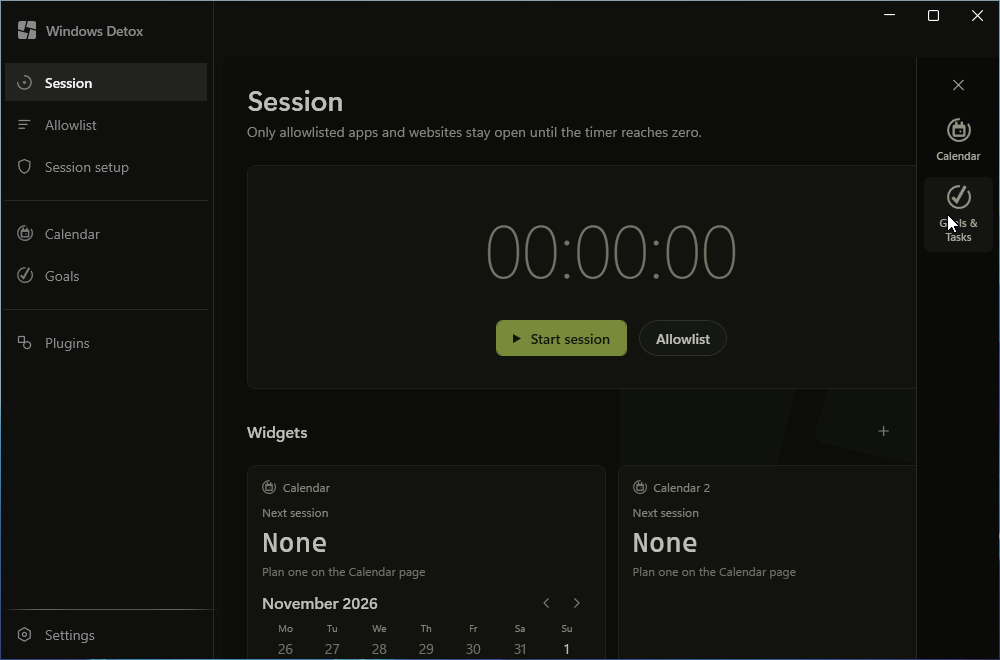 Windows Detox
Session
Allowlist
Session setup
Calendar
Goals
Plugins
Settings
Session
Only allowlisted apps and websites stay open until the timer reaches zero.
00:00:00
Start session
Allowlist
Widgets
Calendar
Next session
None
Plan one on the Calendar page
November 2026
Mo Tu We Th Fr Sa Su
26 27 28 29 30 31 1
Calendar 2
Next session
None
Plan one on the Calendar page
Calendar
Goals &
Tasks